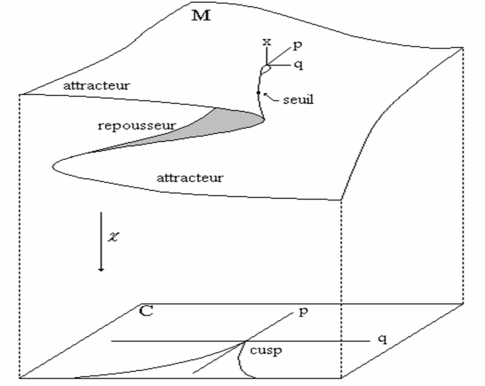 M
x
p
q
attracteur
seuil
repousseur
attracteur
χ
C
p
q
cusp